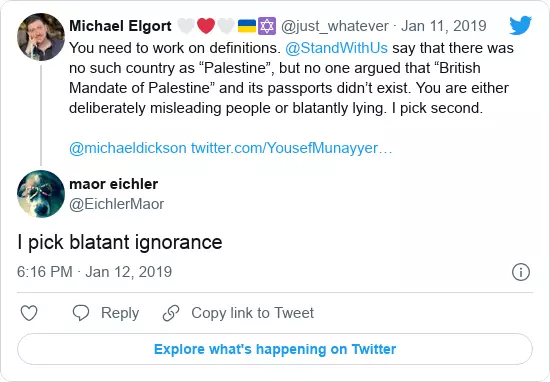 Michael Elgort 🤍❤️🤍🇺🇦✡️ @just_whatever · Jan 11, 2019
You need to work on definitions. @StandWithUs say that there was
no such country as “Palestine”, but no one argued that “British
Mandate of Palestine” and its passports didn’t exist. You are either
deliberately misleading people or blatantly lying. I pick second.
@michaeldickson twitter.com/YousefMunayyer…
maor eichler
@EichlerMaor
I pick blatant ignorance
6:16 PM · Jan 12, 2019
Reply
Copy link to Tweet
Explore what's happening on Twitter